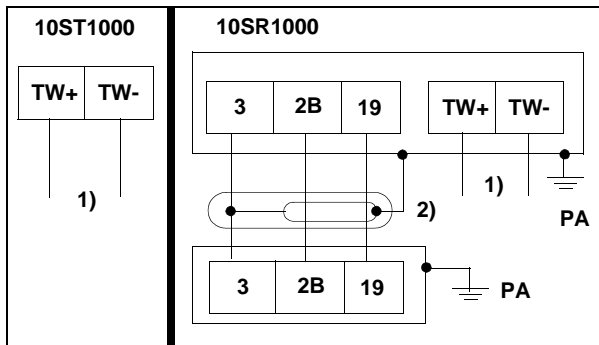 10ST1000
TW+ TW-
1)
10SR1000
3 2B 19
TW+ TW-
1)
2)
PA
3 2B 19
PA